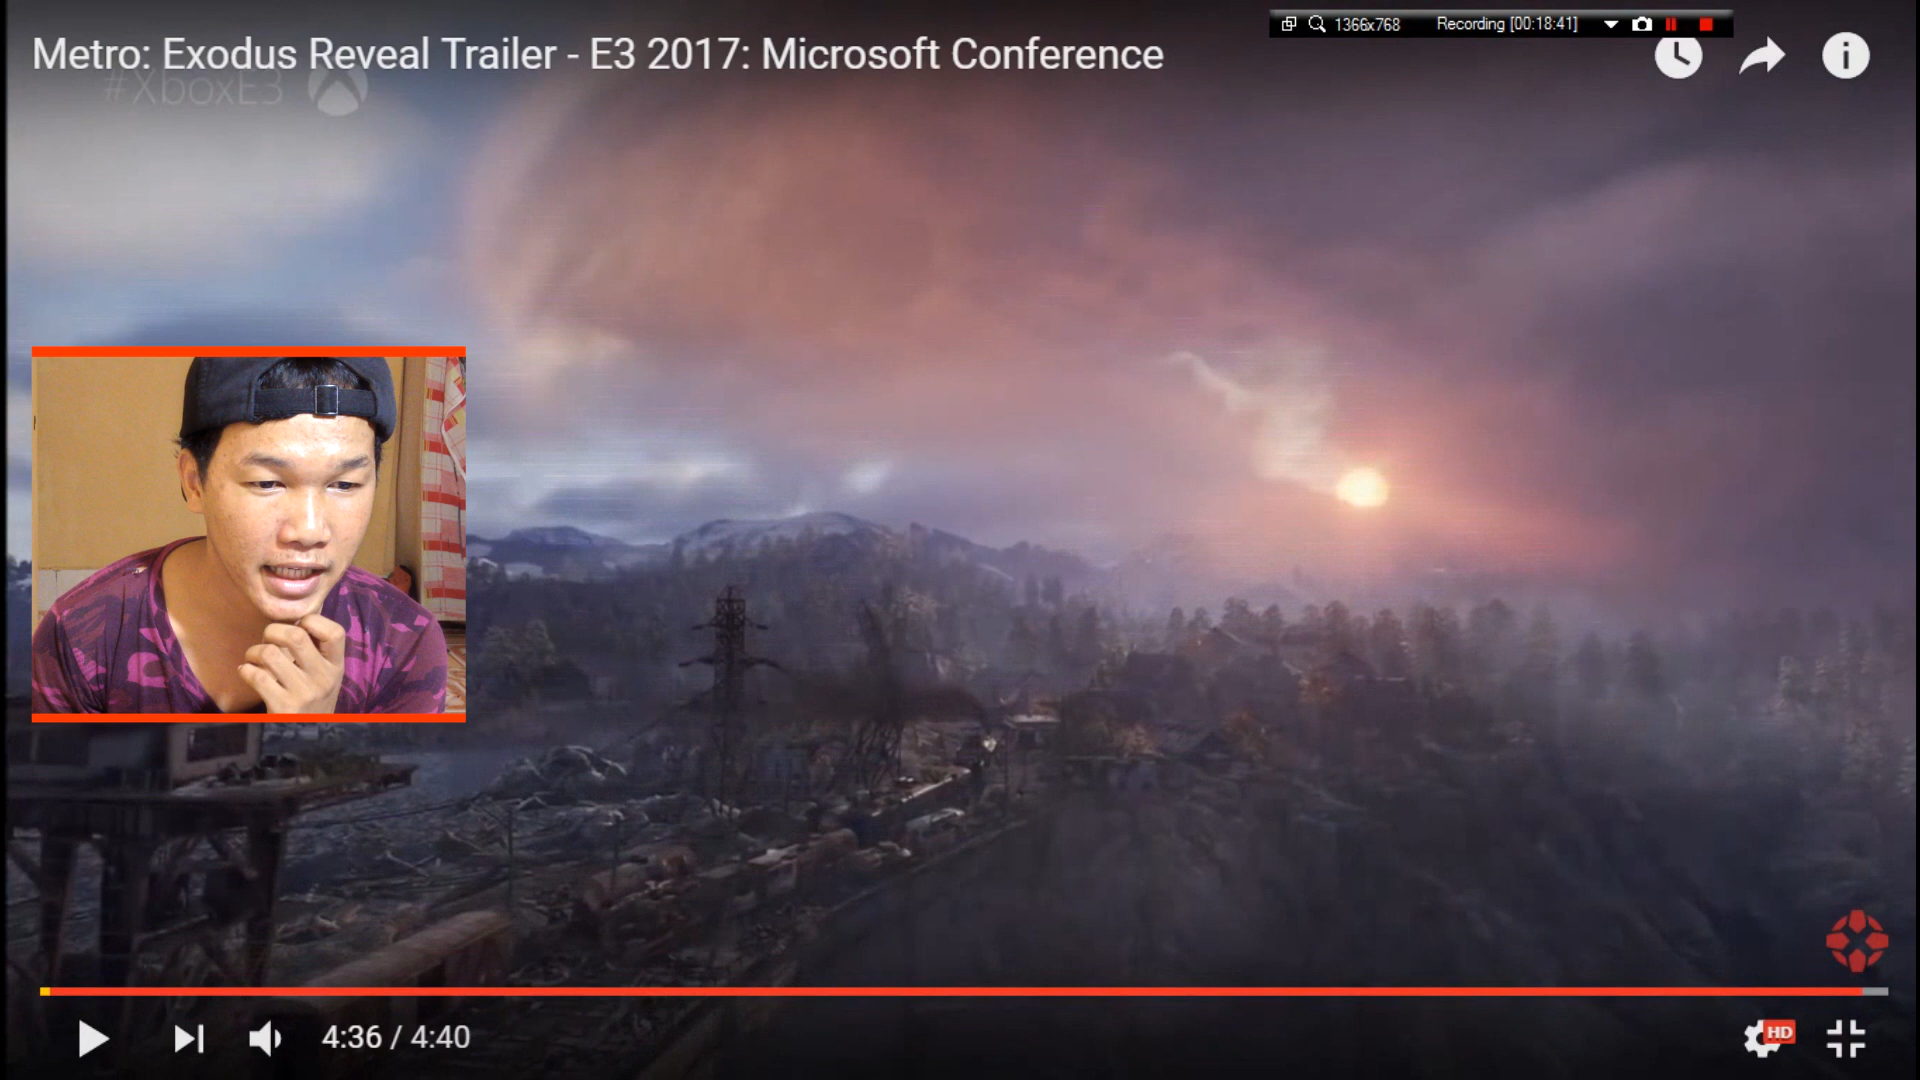 1366x768 Recording [00:18:41]
Metro: Exodus Reveal Trailer - E3 2017: Microsoft Conference
#XboxE3
4:36 / 4:40
HD